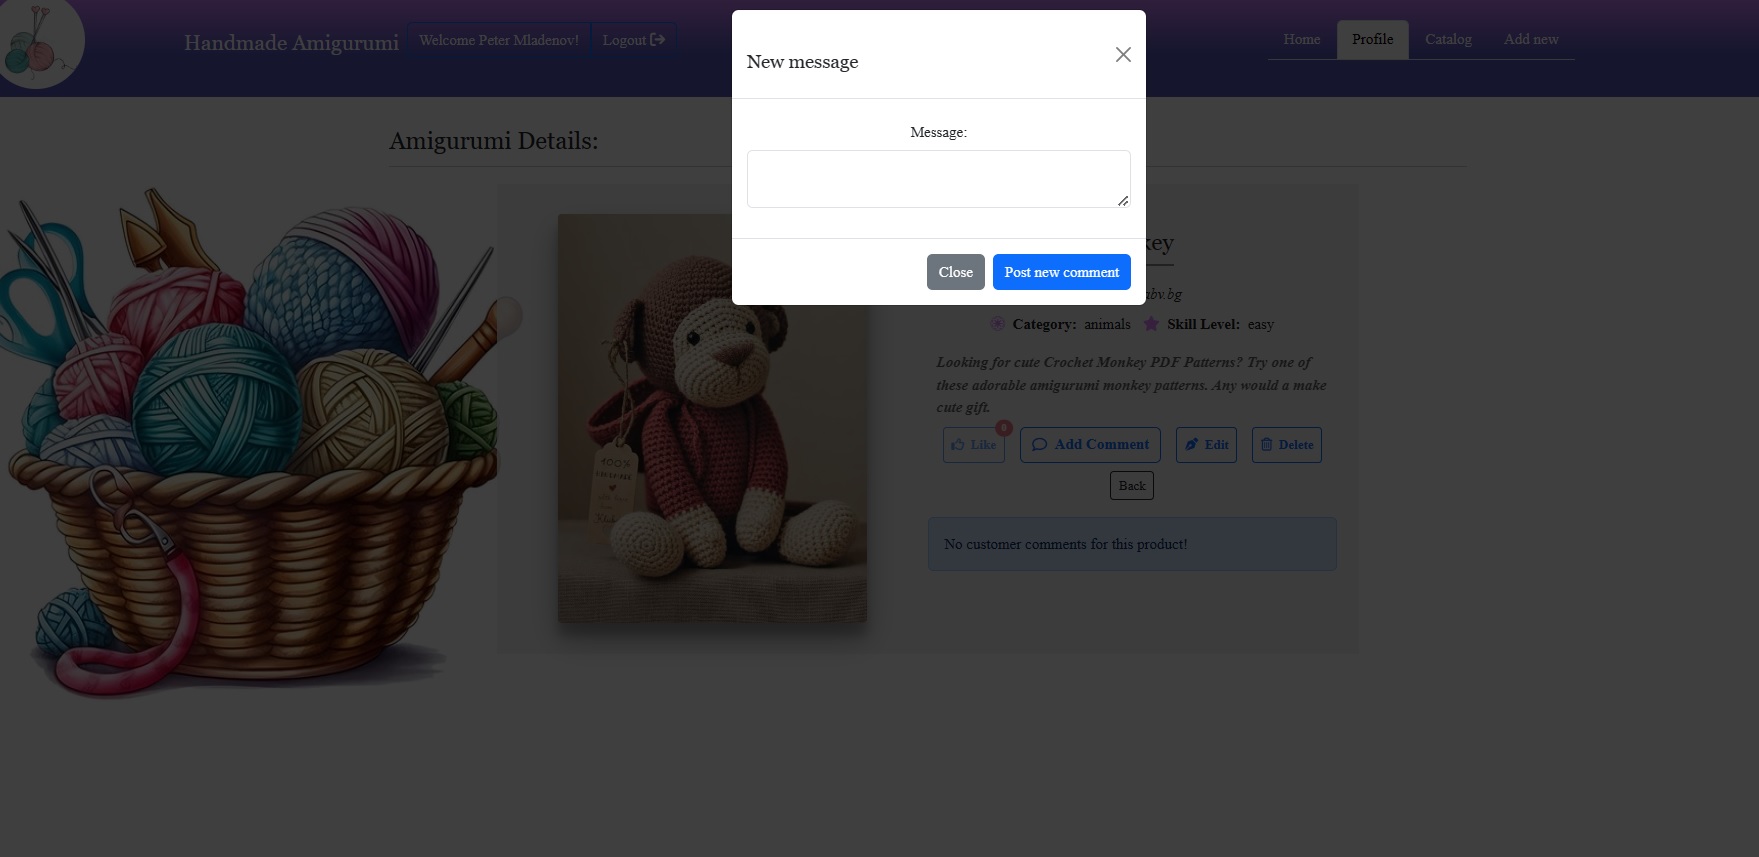 Handmade Amigurumi
Welcome Peter Mladenov!
Logout
Home
Profile
Catalog
Add new
New message
Message:
Close
Post new comment
Amigurumi Details:
abv.bg
Category: animals
Skill Level: easy
Looking for cute Crochet Monkey PDF Patterns? Try one of
these adorable amigurumi monkey patterns. Any would a make
cute gift.
Like
0
Add Comment
Edit
Delete
Back
No customer comments for this product!
100%